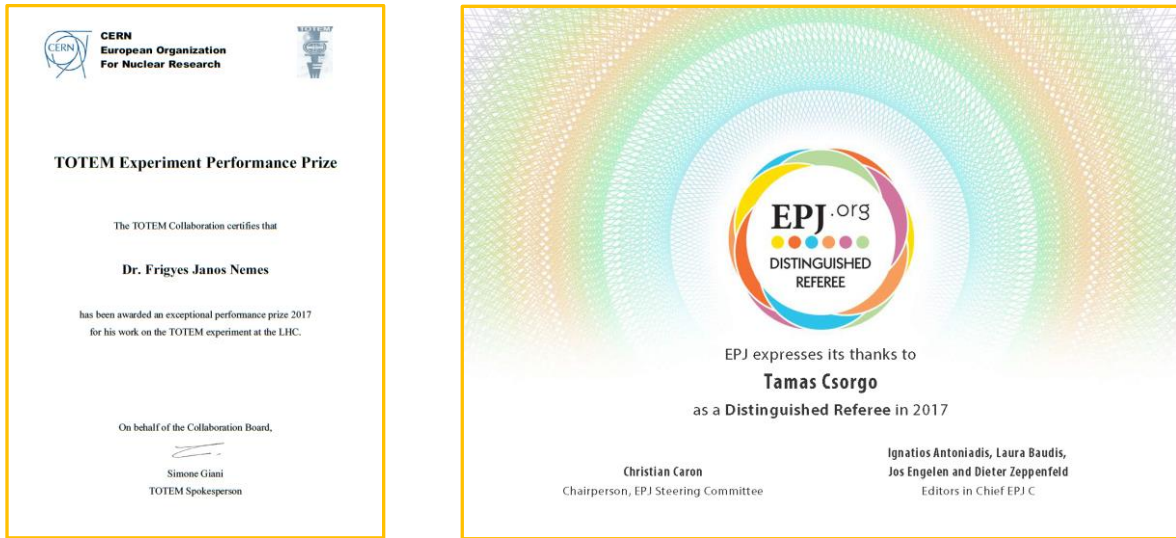 CERN
CERN
European Organization
For Nuclear Research
TOTEM
TOTEM Experiment Performance Prize
The TOTEM Collaboration certifies that
Dr. Frigyes Janos Nemes
has been awarded an exceptional performance prize 2017
for his work on the TOTEM experiment at the LHC.
On behalf of the Collaboration Board,
Simone Giani
TOTEM Spokesperson
EPJ.org
DISTINGUISHED
REFEREE
EPJ expresses its thanks to
Tamas Csorgo
as a Distinguished Referee in 2017
Christian Caron
Chairperson, EPJ Steering Committee
Ignatios Antoniadis, Laura Baudis,
Jos Engelen and Dieter Zeppenfeld
Editors in Chief EPJ C